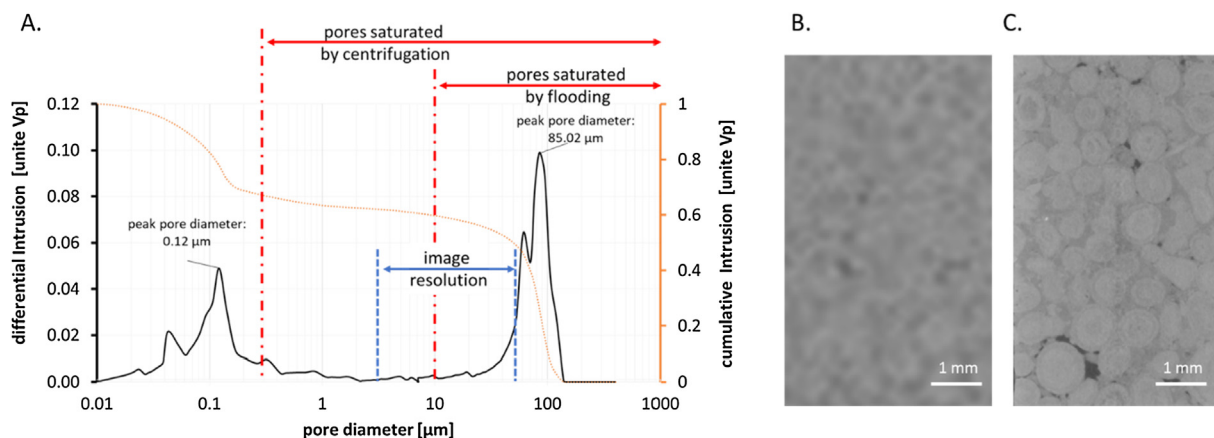 A.
B.
C.
pores saturated
by centrifugation
pores saturated
by flooding
0.12
0.10
0.08
0.06
0.04
0.02
0.00
1
0.8
0.6
0.4
0.2
0
peak pore diameter:
85.02 µm
peak pore diameter:
0.12 µm
image
resolution
differential Intrusion [unite Vp]
cumulative Intrusion [unite Vp]
0.01
0.1
1
10
100
1000
pore diameter [µm]
1 mm
1 mm